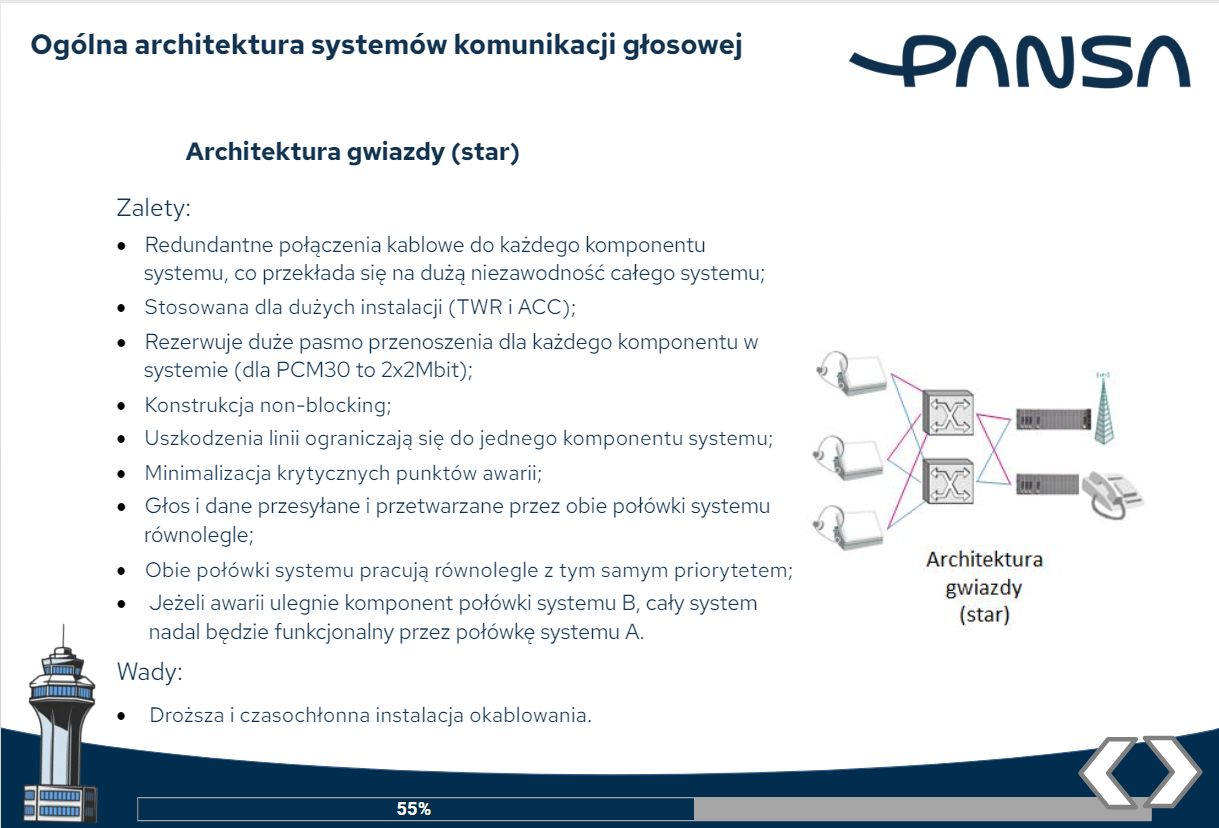 Ogólna architektura systemów komunikacji głosowej
PANSA
Architektura gwiazdy (star)
Zalety:
• Redundantne połączenia kablowe do każdego komponentu
systemu, co przekłada się na dużą niezawodność całego systemu;
• Stosowana dla dużych instalacji (TWR i ACC);
• Rezerwuje duże pasmo przenoszenia dla każdego komponentu w
systemie (dla PCM30 to 2x2Mbit);
• Konstrukcja non-blocking;
• Uszkodzenia linii ograniczają się do jednego komponentu systemu;
• Minimalizacja krytycznych punktów awarii;
• Głos i dane przesyłane i przetwarzane przez obie połówki systemu
równolegle;
• Obie połówki systemu pracują równolegle z tym samym priorytetem;
• Jeżeli awarii ulegnie komponent połówki systemu B, cały system
nadal będzie funkcjonalny przez połówkę systemu A.
Wady:
• Droższa i czasochłonna instalacja okablowania.
Architektura
gwiazdy
(star)
55%